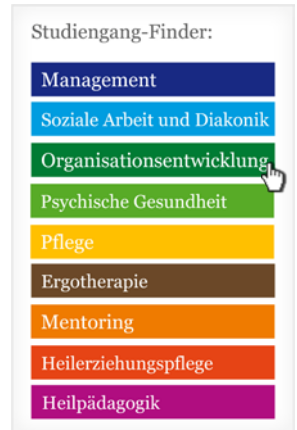 Studiengang-Finder:
Management
Soziale Arbeit und Diakonik
Organisationsentwicklung
Psychische Gesundheit
Pflege
Ergotherapie
Mentoring
Heilerziehungspflege
Heilpädagogik